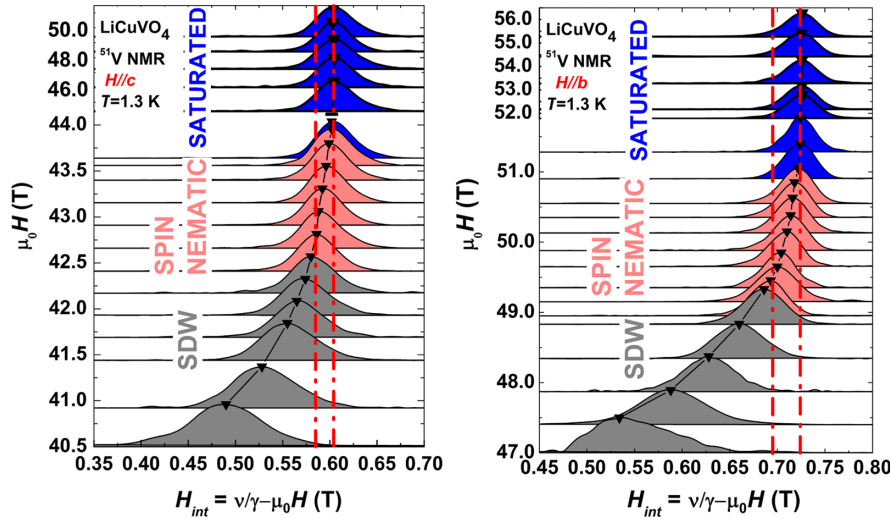 50.0
48.0
46.0
44.0
43.5
43.0
42.5
42.0
41.5
41.0
40.5
μ₀H (T)
LiCuVO₄
⁵¹V NMR
H//c
T=1.3 K
SATURATED
SPIN
NEMATIC
SDW
0.35 0.40 0.45 0.50 0.55 0.60 0.65 0.70
H_int = ν/γ−μ₀H (T)
56.0
55.0
54.0
53.0
52.0
51.0
50.0
49.0
48.0
47.0
LiCuVO₄
⁵¹V NMR
H//b
T=1.3 K
SATURATED
SPIN
NEMATIC
SDW
0.45 0.50 0.55 0.60 0.65 0.70 0.75 0.80
H_int = ν/γ−μ₀H (T)